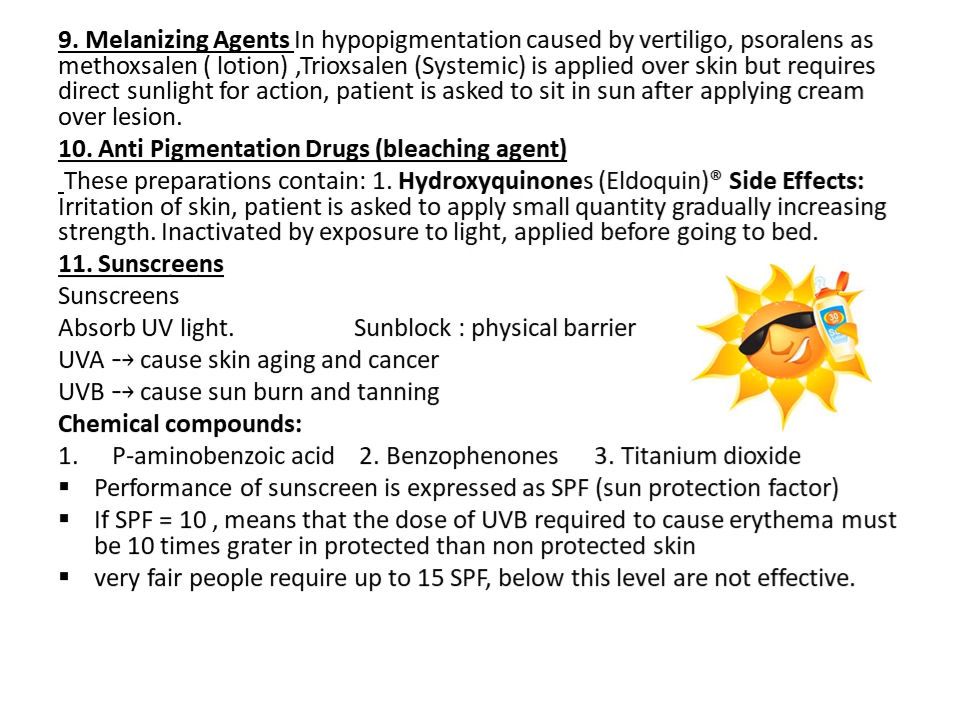 9. Melanizing Agents In hypopigmentation caused by vertiligo, psoralens as
methoxsalen ( lotion) ,Trioxsalen (Systemic) is applied over skin but requires
direct sunlight for action, patient is asked to sit in sun after applying cream
over lesion.
10. Anti Pigmentation Drugs (bleaching agent)
These preparations contain: 1. Hydroxyquinones (Eldoquin)® Side Effects:
Irritation of skin, patient is asked to apply small quantity gradually increasing
strength. Inactivated by exposure to light, applied before going to bed.
11. Sunscreens
Sunscreens
Absorb UV light. Sunblock : physical barrier
UVA −→ cause skin aging and cancer
UVB −→ cause sun burn and tanning
Chemical compounds:
1. P-aminobenzoic acid 2. Benzophenones 3. Titanium dioxide
▪ Performance of sunscreen is expressed as SPF (sun protection factor)
▪ If SPF = 10 , means that the dose of UVB required to cause erythema must
be 10 times grater in protected than non protected skin
▪ very fair people require up to 15 SPF, below this level are not effective.
30